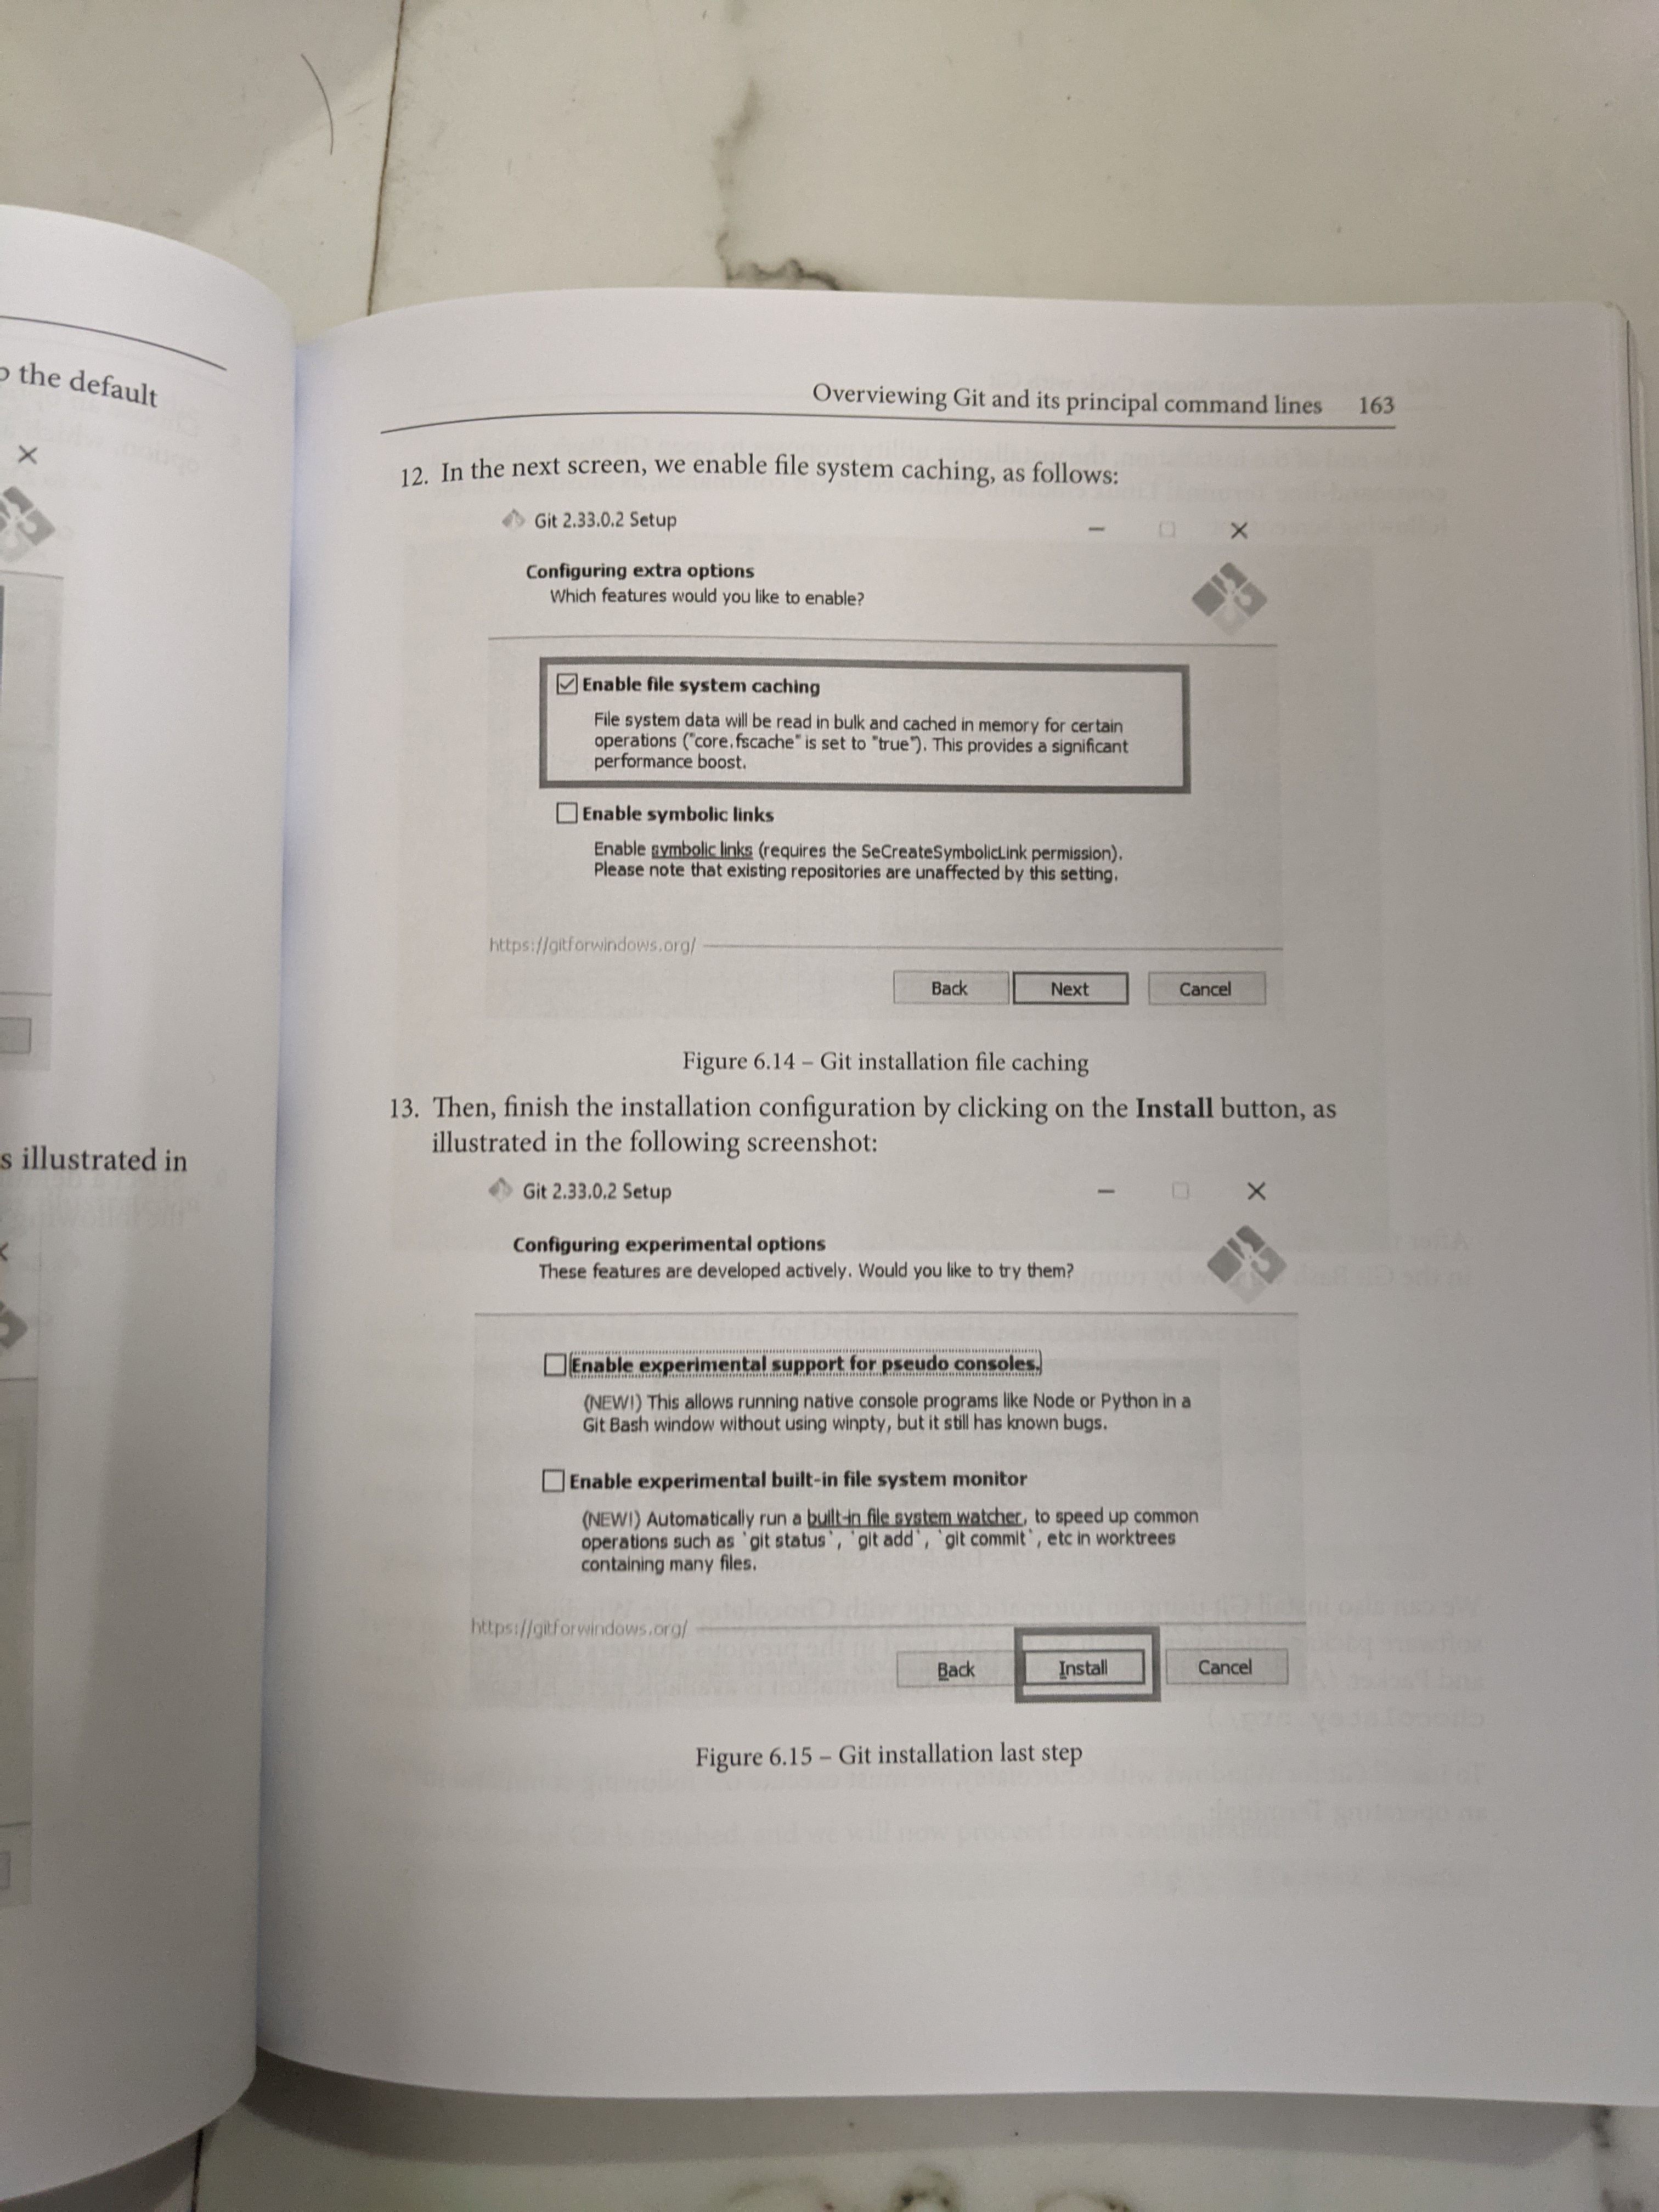 o the default
s illustrated in
Overviewing Git and its principal command lines 163
12. In the next screen, we enable file system caching, as follows:
Git 2.33.0.2 Setup
Configuring extra options
Which features would you like to enable?
Enable file system caching
File system data will be read in bulk and cached in memory for certain
operations ("core.fscache" is set to "true"). This provides a significant
performance boost.
Enable symbolic links
Enable symbolic links (requires the SeCreateSymbolicLink permission).
Please note that existing repositories are unaffected by this setting.
https://gitforwindows.org/
Back Next Cancel
Figure 6.14 – Git installation file caching
13. Then, finish the installation configuration by clicking on the Install button, as
illustrated in the following screenshot:
Git 2.33.0.2 Setup
Configuring experimental options
These features are developed actively. Would you like to try them?
Enable experimental support for pseudo consoles.
(NEW!) This allows running native console programs like Node or Python in a
Git Bash window without using winpty, but it still has known bugs.
Enable experimental built-in file system monitor
(NEW!) Automatically run a built-in file system watcher, to speed up common
operations such as `git status`, `git add`, `git commit`, etc in worktrees
containing many files.
https://gitforwindows.org/
Back Install Cancel
Figure 6.15 – Git installation last step